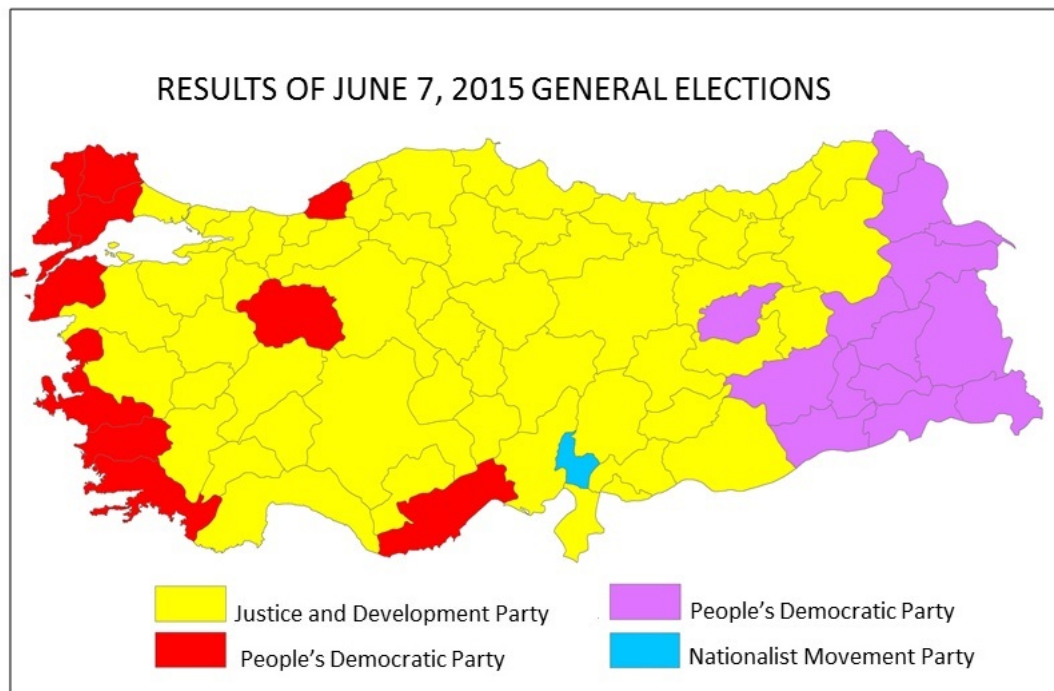 RESULTS OF JUNE 7, 2015 GENERAL ELECTIONS
Justice and Development Party
People's Democratic Party
People's Democratic Party
Nationalist Movement Party